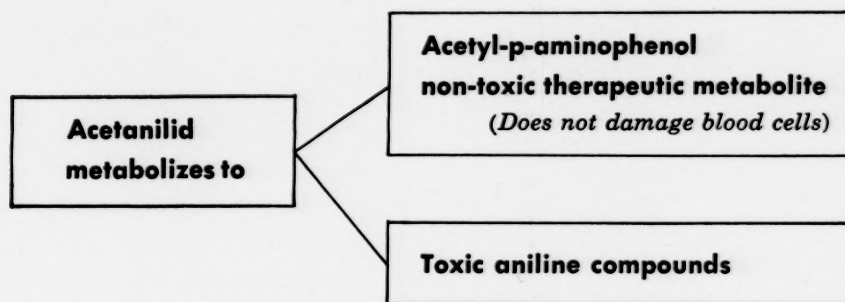 Acetanilid
metabolizes to
Acetyl-p-aminophenol
non-toxic therapeutic metabolite
(Does not damage blood cells)
Toxic aniline compounds